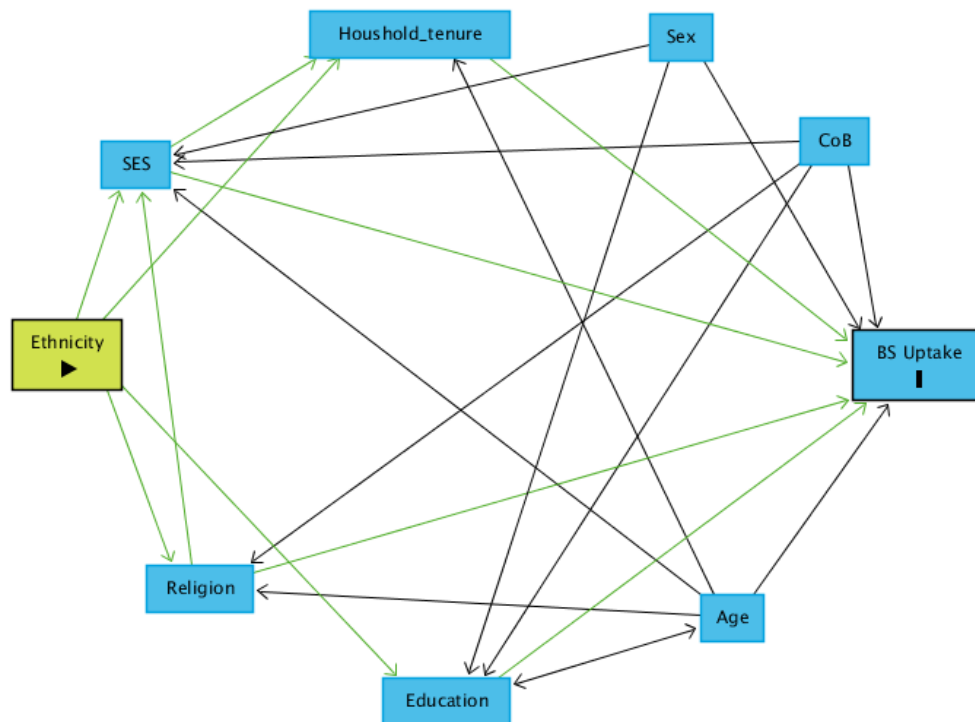 Houshold_tenure
Sex
CoB
SES
Ethnicity
BS Uptake
Religion
Age
Education